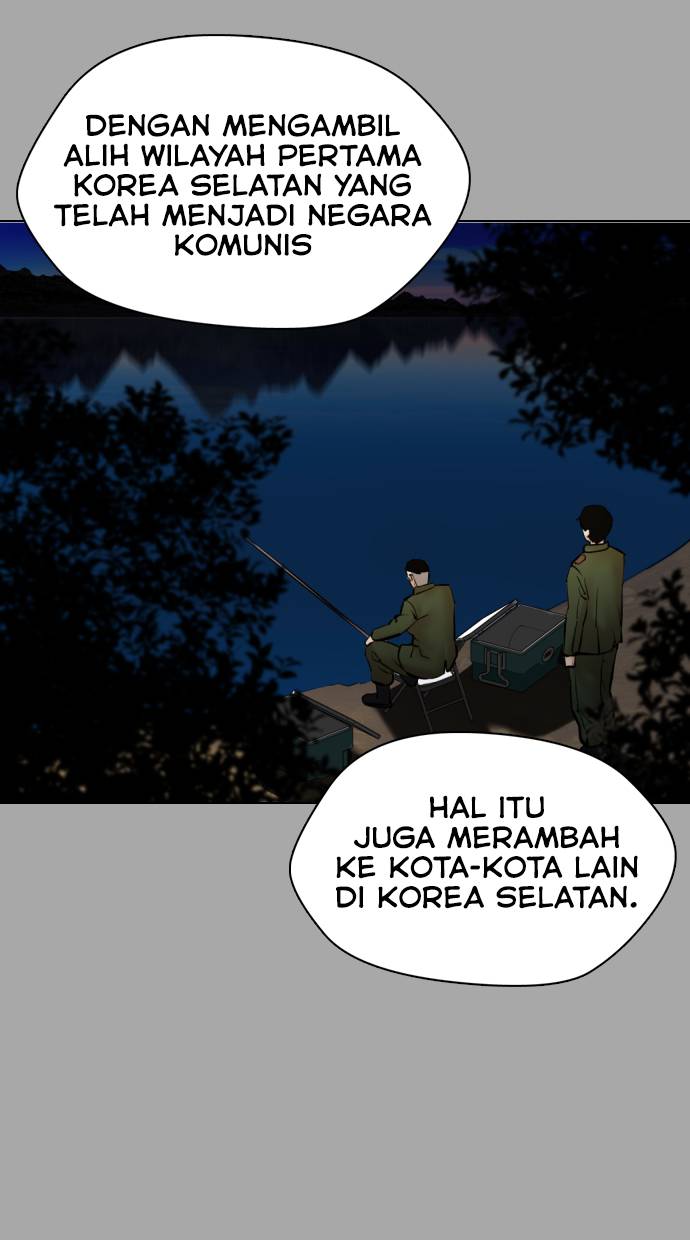 DENGAN MENGAMBIL
ALIH WILAYAH PERTAMA
KOREA SELATAN YANG
TELAH MENJADI NEGARA
KOMUNIS
HAL ITU
JUGA MERAMBAH
KE KOTA-KOTA LAIN
DI KOREA SELATAN.